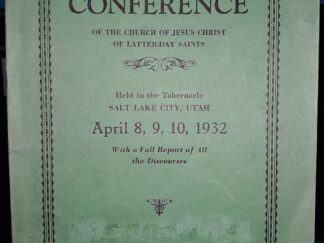 CONFERENCE
OF THE CHURCH OF JESUS CHRIST
OF LATTER-DAY SAINTS
Held in the Tabernacle
SALT LAKE CITY, UTAH
April 8, 9, 10, 1932
With a Full Report of All
the Discourses